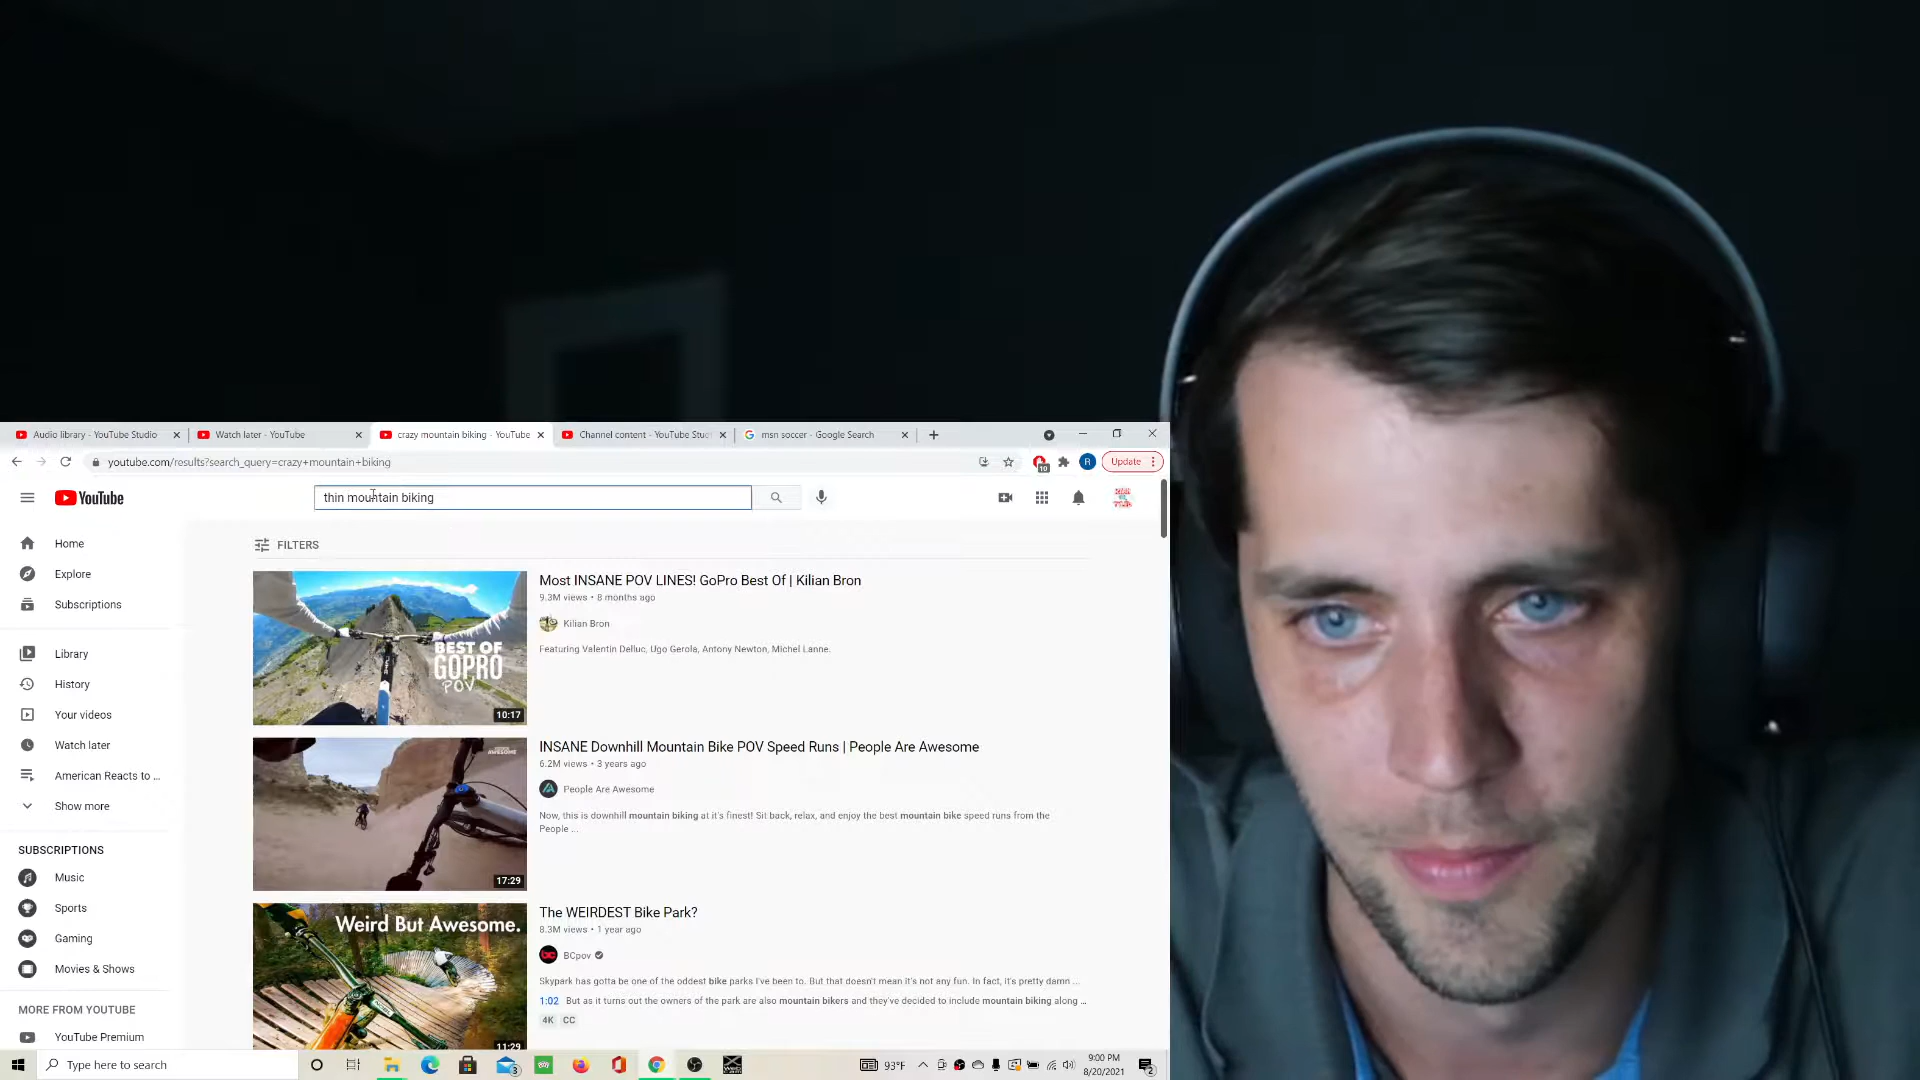 Audio library - YouTube Studio
Watch later - YouTube
crazy mountain biking - YouTube
Channel content - YouTube Stu
msn soccer - Google Search
youtube.com/results?search_query=crazy+mountain+biking
10
R
Update
YouTube
thin mountain biking
Home
Explore
Subscriptions
Library
History
Your videos
Watch later
American Reacts to ...
Show more
SUBSCRIPTIONS
Music
Sports
Gaming
Movies & Shows
MORE FROM YOUTUBE
YouTube Premium
FILTERS
BEST OF
GOPRO
POV
10:17
Most INSANE POV LINES! GoPro Best Of | Kilian Bron
9.3M views • 8 months ago
Kilian Bron
Featuring Valentin Delluc, Ugo Gerola, Antony Newton, Michel Lanne.
17:29
INSANE Downhill Mountain Bike POV Speed Runs | People Are Awesome
6.2M views • 3 years ago
People Are Awesome
Now, this is downhill mountain biking at it's finest! Sit back, relax, and enjoy the best mountain bike speed runs from the
People ...
Weird But Awesome.
11:29
The WEIRDEST Bike Park?
8.3M views • 1 year ago
BCpov
Skypark has gotta be one of the oddest bike parks I've been to. But that doesn't mean it's not any fun. In fact, it's pretty damn ...
1:02 But as it turns out the owners of the park are also mountain bikers and they've decided to include mountain biking along ...
4K CC
Type here to search
3
93°F
9:00 PM
8/20/2021
2